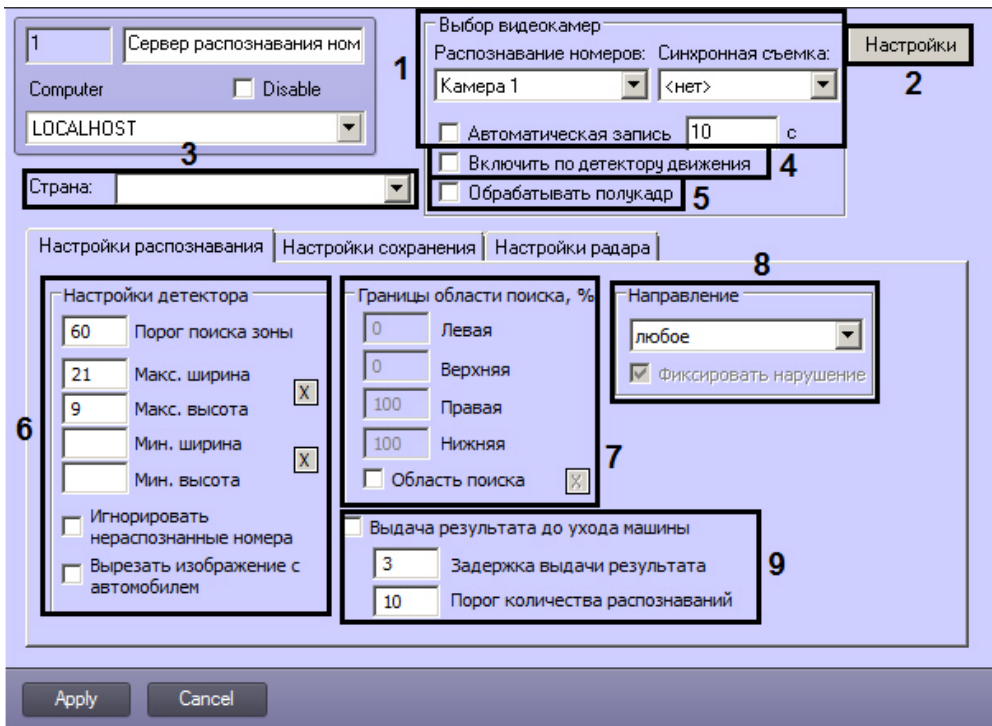 1
Сервер распознавания ном
Computer
Disable
LOCALHOST
3
Страна:
1
Выбор видеокамер
Распознавание номеров:
Синхронная съемка:
Камера 1
<нет>
Автоматическая запись 10 с
Включить по детектору движения
4
Обрабатывать полукадр
5
Настройки
2
Настройки распознавания
Настройки сохранения
Настройки радара
6
Настройки детектора
60 Порог поиска зоны
21 Макс. ширина
X
9 Макс. высота
Мин. ширина
X
Мин. высота
Игнорировать
нераспознанные номера
Вырезать изображение с
автомобилем
Границы области поиска, %
0 Левая
0 Верхняя
100 Правая
100 Нижняя
Область поиска
X
7
8
Направление
любое
Фиксировать нарушение
Выдача результата до ухода машины
3 Задержка выдачи результата
10 Порог количества распознаваний
9
Apply
Cancel